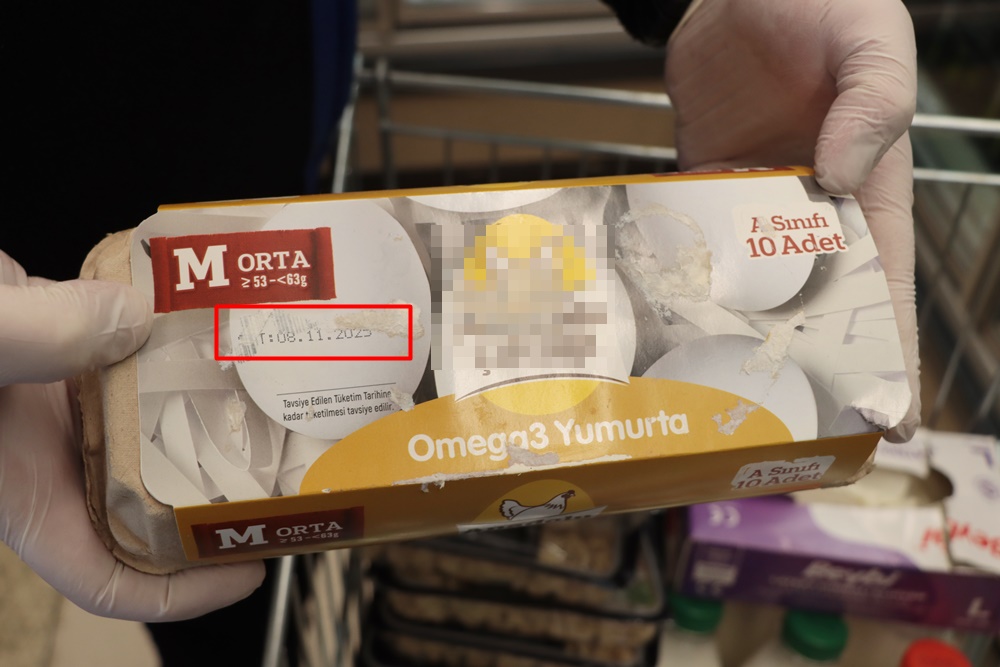 M ORTA
≥ 53 - <63g
T:08.11.2023
Tavsiye Edilen Tüketim Tarihine
kadar tüketilmesi tavsiye edilir.
A Sınıfı
10 Adet
Omega3 Yumurta
A Sınıfı
10 Adet
M ORTA
≥ 53 - <63g
L